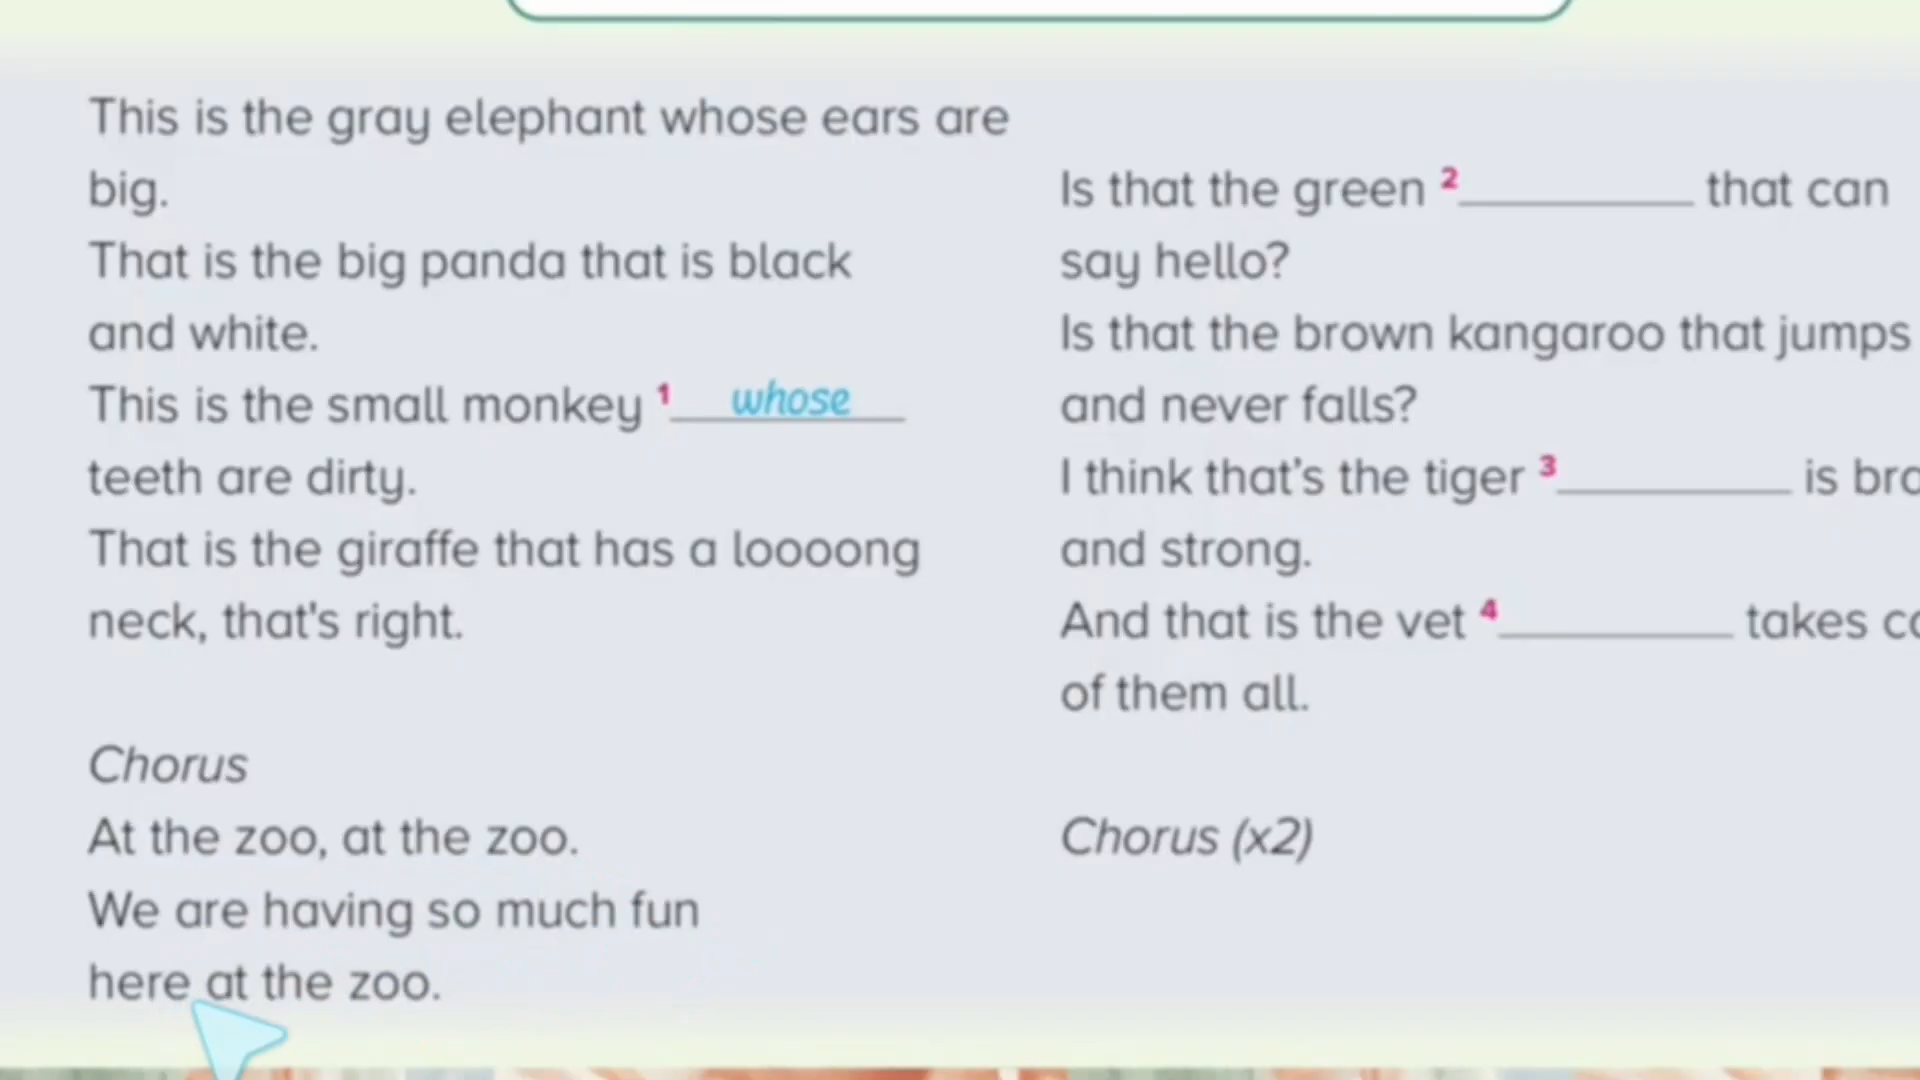 This is the gray elephant whose ears are
big.
That is the big panda that is black
and white.
This is the small monkey 1 whose
teeth are dirty.
That is the giraffe that has a loooong
neck, that's right.
Chorus
At the zoo, at the zoo.
We are having so much fun
here at the zoo.
Is that the green 2__________ that can
say hello?
Is that the brown kangaroo that jumps
and never falls?
I think that's the tiger 3__________ is
and strong.
And that is the vet 4__________ takes
of them all.
Chorus (x2)